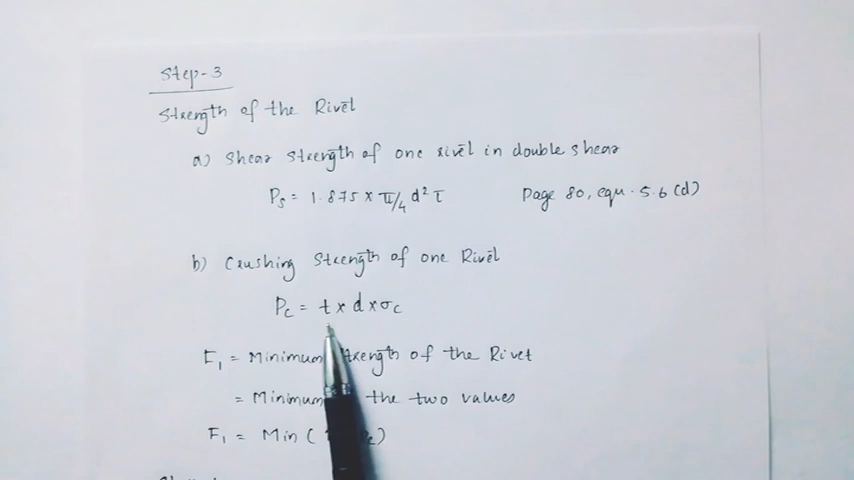 Step-3
Strength of the Rivet
a) Shear Strength of one rivet in double shear
Ps = 1.875 x π/4 d² τ Page 80, equ. 5.6 (d)
b) Crushing Strength of one Rivet
Pc = t x d x σc
F1 = Minimum strength of the Rivet
= Minimum the two values
F1 = Min ( )